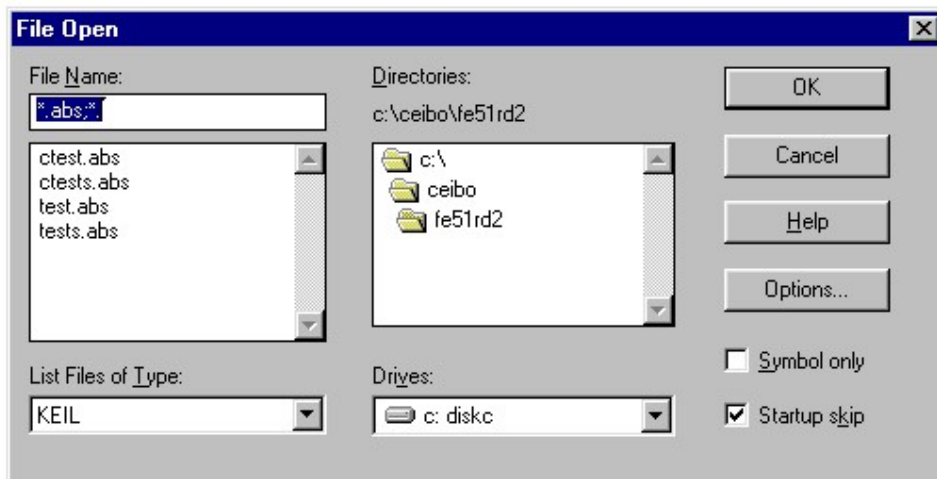 File Open
File Name:
*.abs;*.
ctest.abs
ctests.abs
test.abs
tests.abs
List Files of Type:
KEIL
Directories:
c:\ceibo\fe51rd2
c:\
ceibo
fe51rd2
Drives:
c: diskc
OK
Cancel
Help
Options...
Symbol only
Startup skip